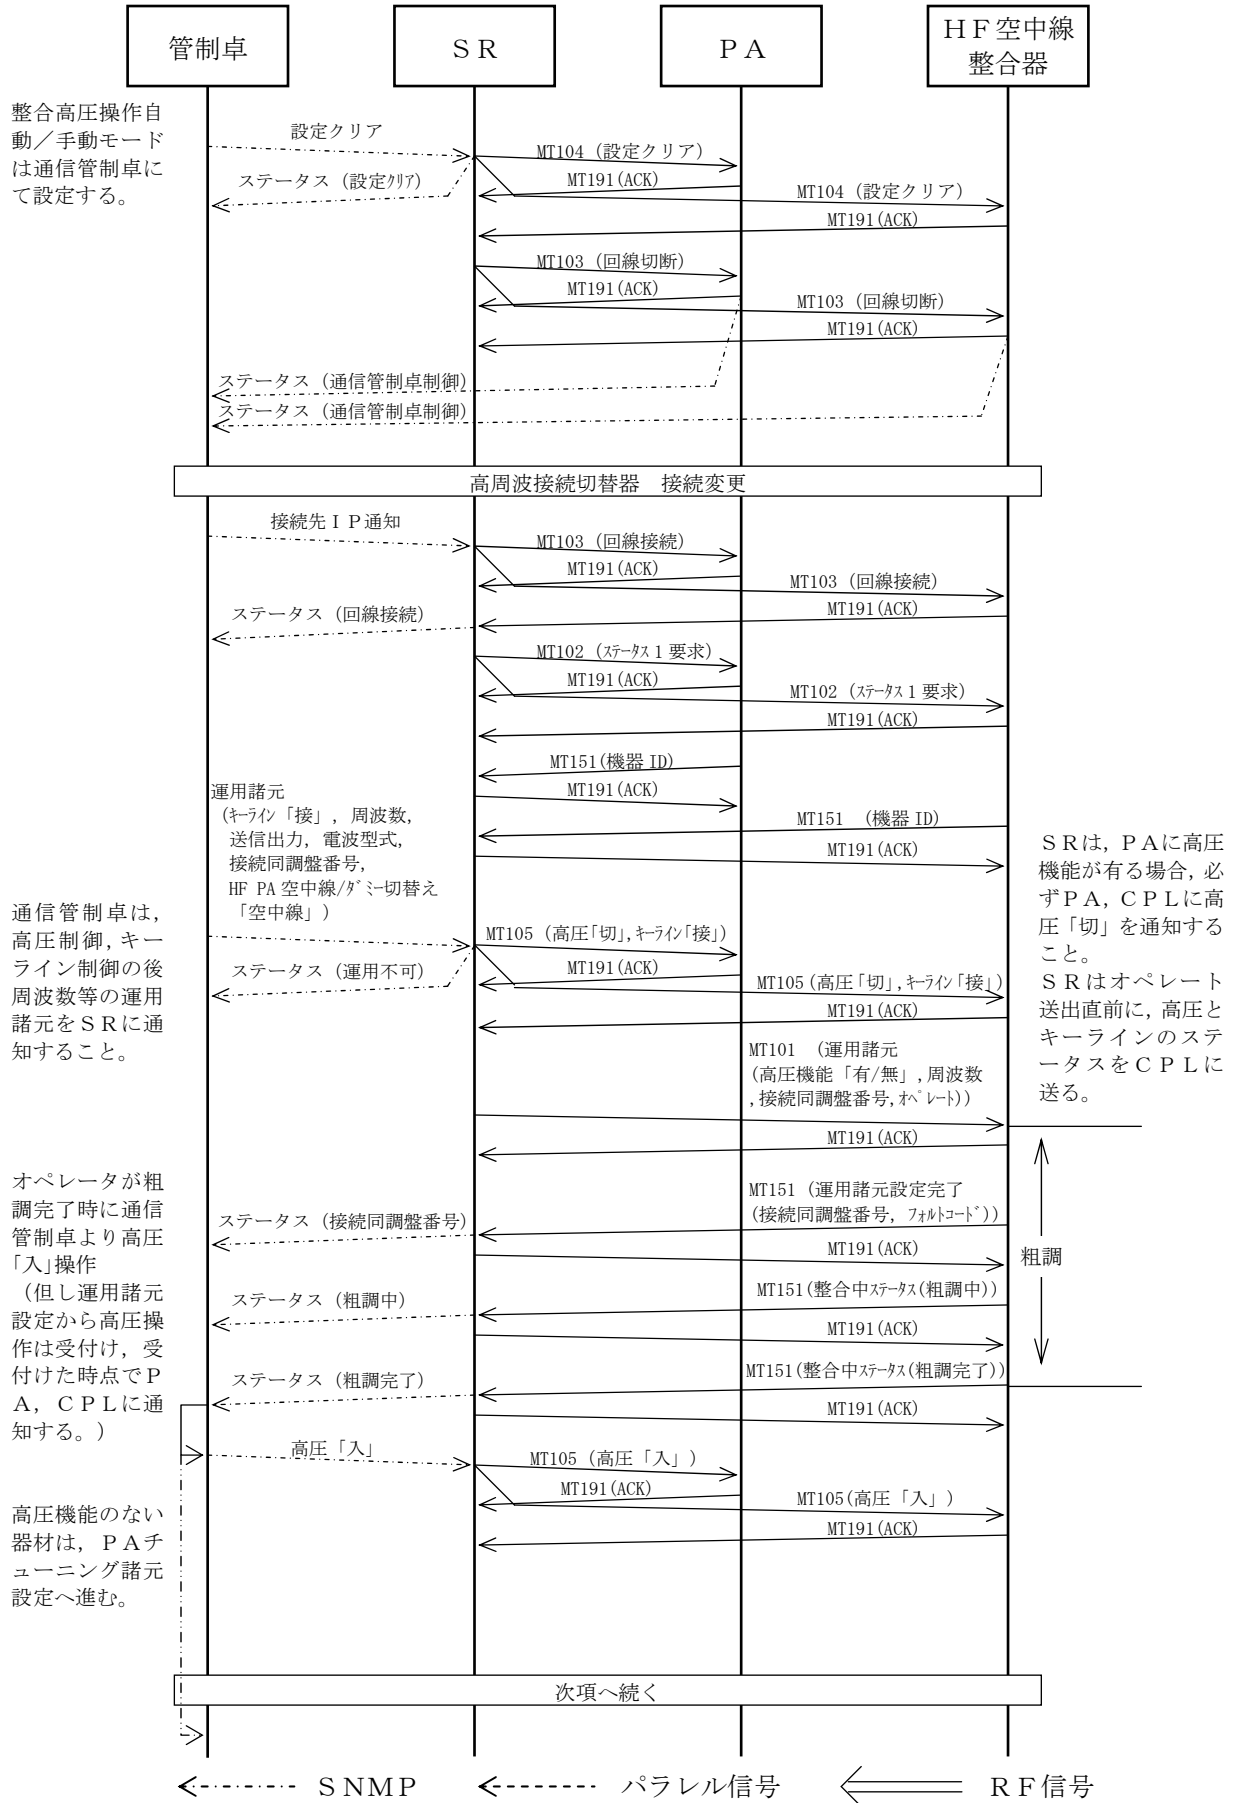 管制卓
ＳＲ
ＰＡ
ＨＦ空中線
整合器
整合高圧操作自
動／手動モード
は通信管制卓に
て設定する。
設定クリア
MT104（設定クリア）
ステータス（設定ｸﾘｱ）
MT191(ACK)
MT104（設定クリア）
MT191(ACK)
MT103（回線切断）
MT191(ACK)
MT103（回線切断）
MT191(ACK)
ステータス（通信管制卓制御）
ステータス（通信管制卓制御）
高周波接続切替器　接続変更
接続先ＩＰ通知
MT103（回線接続）
MT191(ACK)
MT103（回線接続）
ステータス（回線接続）
MT191(ACK)
MT102（ｽﾃｰﾀｽ１要求）
MT191(ACK)
MT102（ｽﾃｰﾀｽ１要求）
MT191(ACK)
MT151(機器 ID)
MT191(ACK)
MT151　（機器 ID）
MT191(ACK)
運用諸元
（ｷｰﾗｲﾝ「接」，周波数，
送信出力，電波型式，
接続同調盤番号，
HF PA 空中線/ﾀﾞﾐｰ切替え
「空中線」）
ＳＲは，ＰＡに高圧
機能が有る場合，必
ずＰＡ，ＣＰＬに高
圧「切」を通知する
こと。
ＳＲはオペレート
送出直前に，高圧と
キーラインのステ
ータスをＣＰＬに
送る。
通信管制卓は，
高圧制御，キー
ライン制御の後
周波数等の運用
諸元をＳＲに通
知すること。
MT105（高圧「切」，ｷｰﾗｲﾝ「接」）
ステータス（運用不可）
MT191(ACK)
MT105（高圧「切」，ｷｰﾗｲﾝ「接」）
MT191(ACK)
MT101　（運用諸元
（高圧機能「有/無」，周波数
，接続同調盤番号，ｵﾍﾟﾚｰﾄ））
MT191(ACK)
オペレータが粗
調完了時に通信
管制卓より高圧
「入」操作
（但し運用諸元
設定から高圧操
作は受付け，受
付けた時点でＰ
Ａ，ＣＰＬに通
知する。）
MT151（運用諸元設定完了
（接続同調盤番号，ﾌｫﾙﾄｺｰﾄﾞ））
ステータス（接続同調盤番号）
MT191(ACK)
粗調
MT151(整合中ｽﾃｰﾀｽ(粗調中))
ステータス（粗調中）
MT191(ACK)
MT151(整合中ｽﾃｰﾀｽ(粗調完了))
ステータス（粗調完了）
MT191(ACK)
高圧「入」
MT105（高圧「入」）
MT191(ACK)
MT105(高圧「入」）
MT191(ACK)
高圧機能のない
器材は，ＰＡチ
ューニング諸元
設定へ進む。
次項へ続く
ＳＮＭＰ
パラレル信号
ＲＦ信号